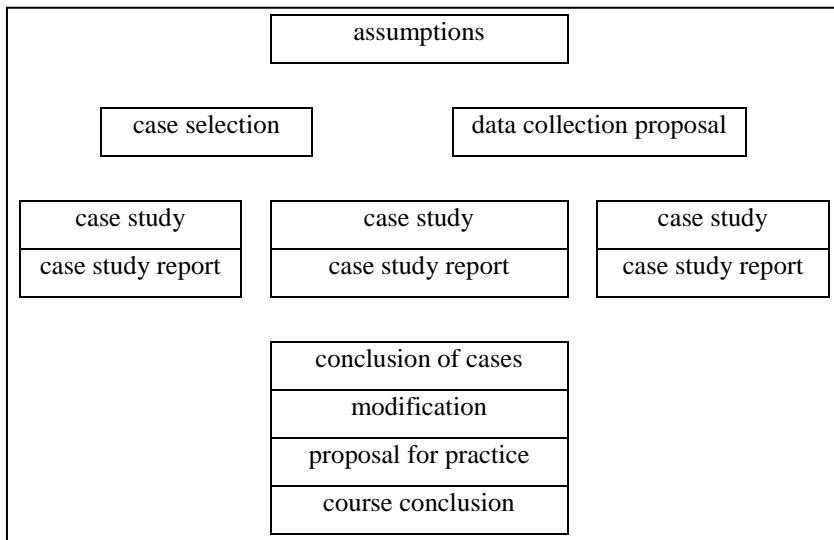 assumptions
case selection
data collection proposal
case study
case study report
case study
case study report
case study
case study report
conclusion of cases
modification
proposal for practice
course conclusion